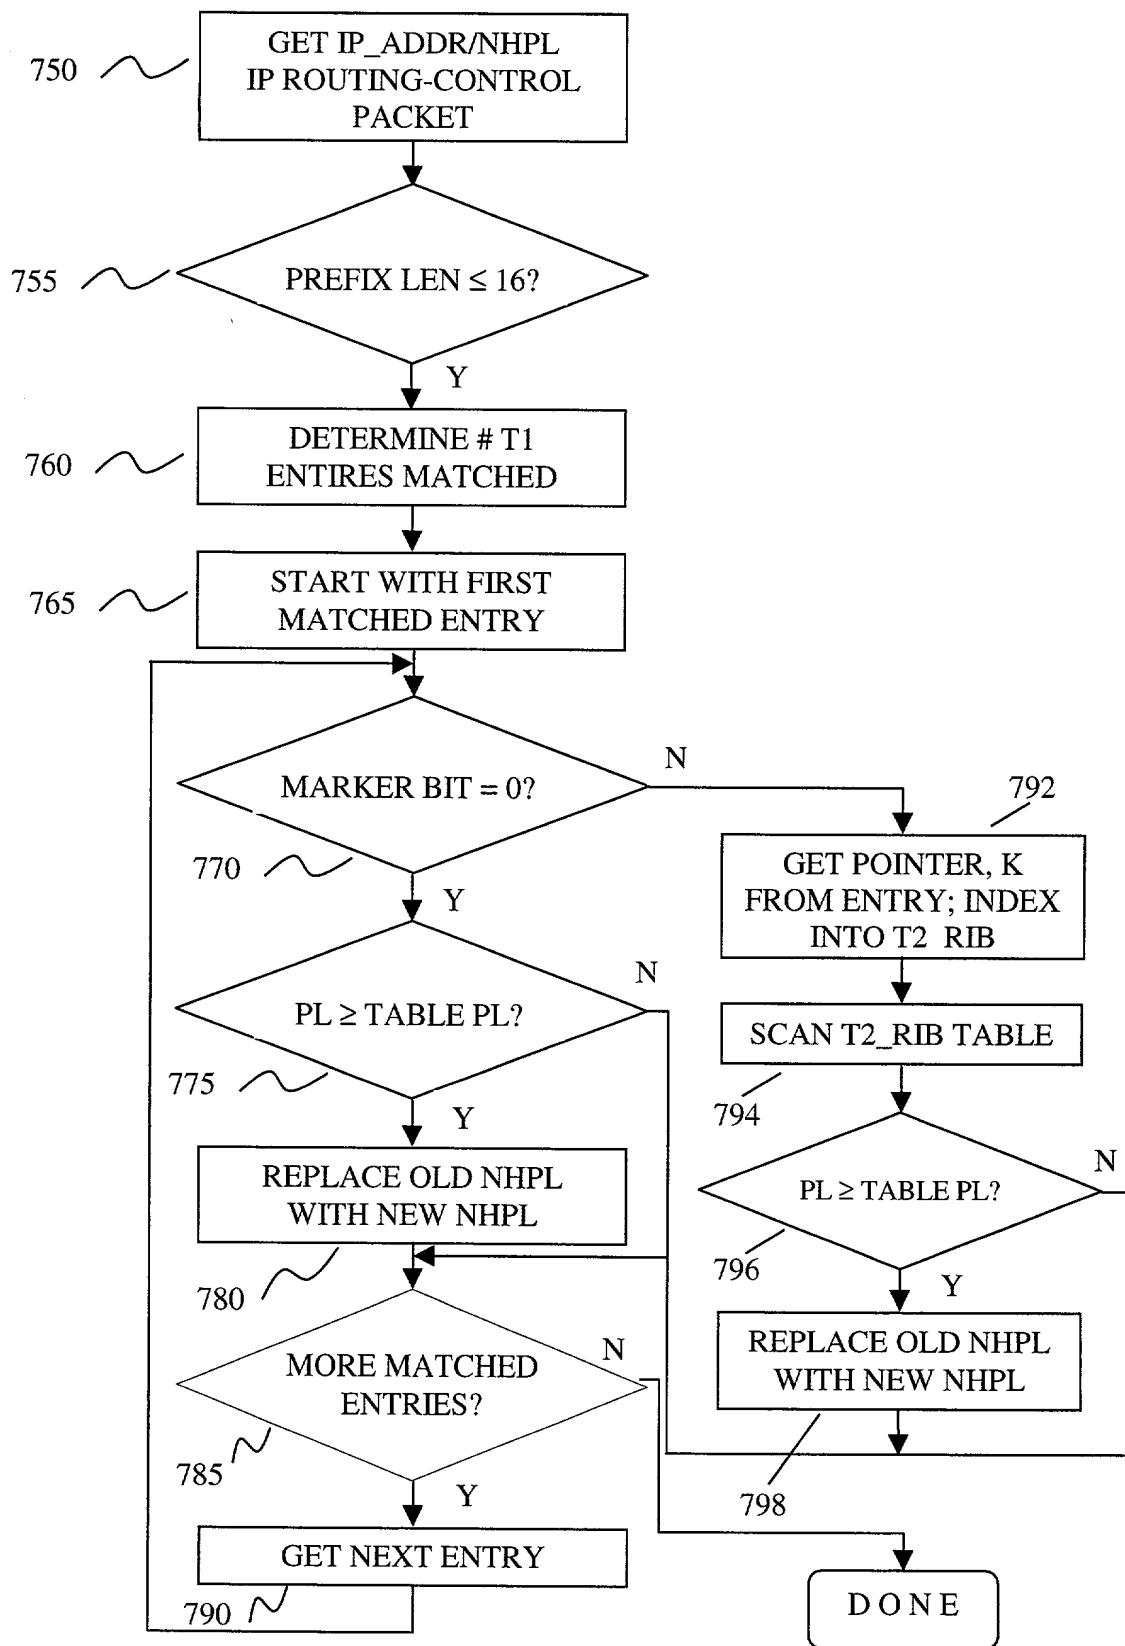 GET IP_ADDR/NHPL
IP ROUTING-CONTROL
PACKET
750
PREFIX LEN ≤ 16?
755
Y
DETERMINE # T1
ENTIRES MATCHED
760
START WITH FIRST
MATCHED ENTRY
765
MARKER BIT = 0?
N
770
Y
792
GET POINTER, K
FROM ENTRY; INDEX
INTO T2_RIB
PL ≥ TABLE PL?
N
775
Y
SCAN T2_RIB TABLE
794
REPLACE OLD NHPL
WITH NEW NHPL
780
PL ≥ TABLE PL?
N
796
Y
MORE MATCHED
ENTRIES?
N
785
Y
REPLACE OLD NHPL
WITH NEW NHPL
798
GET NEXT ENTRY
790
D O N E